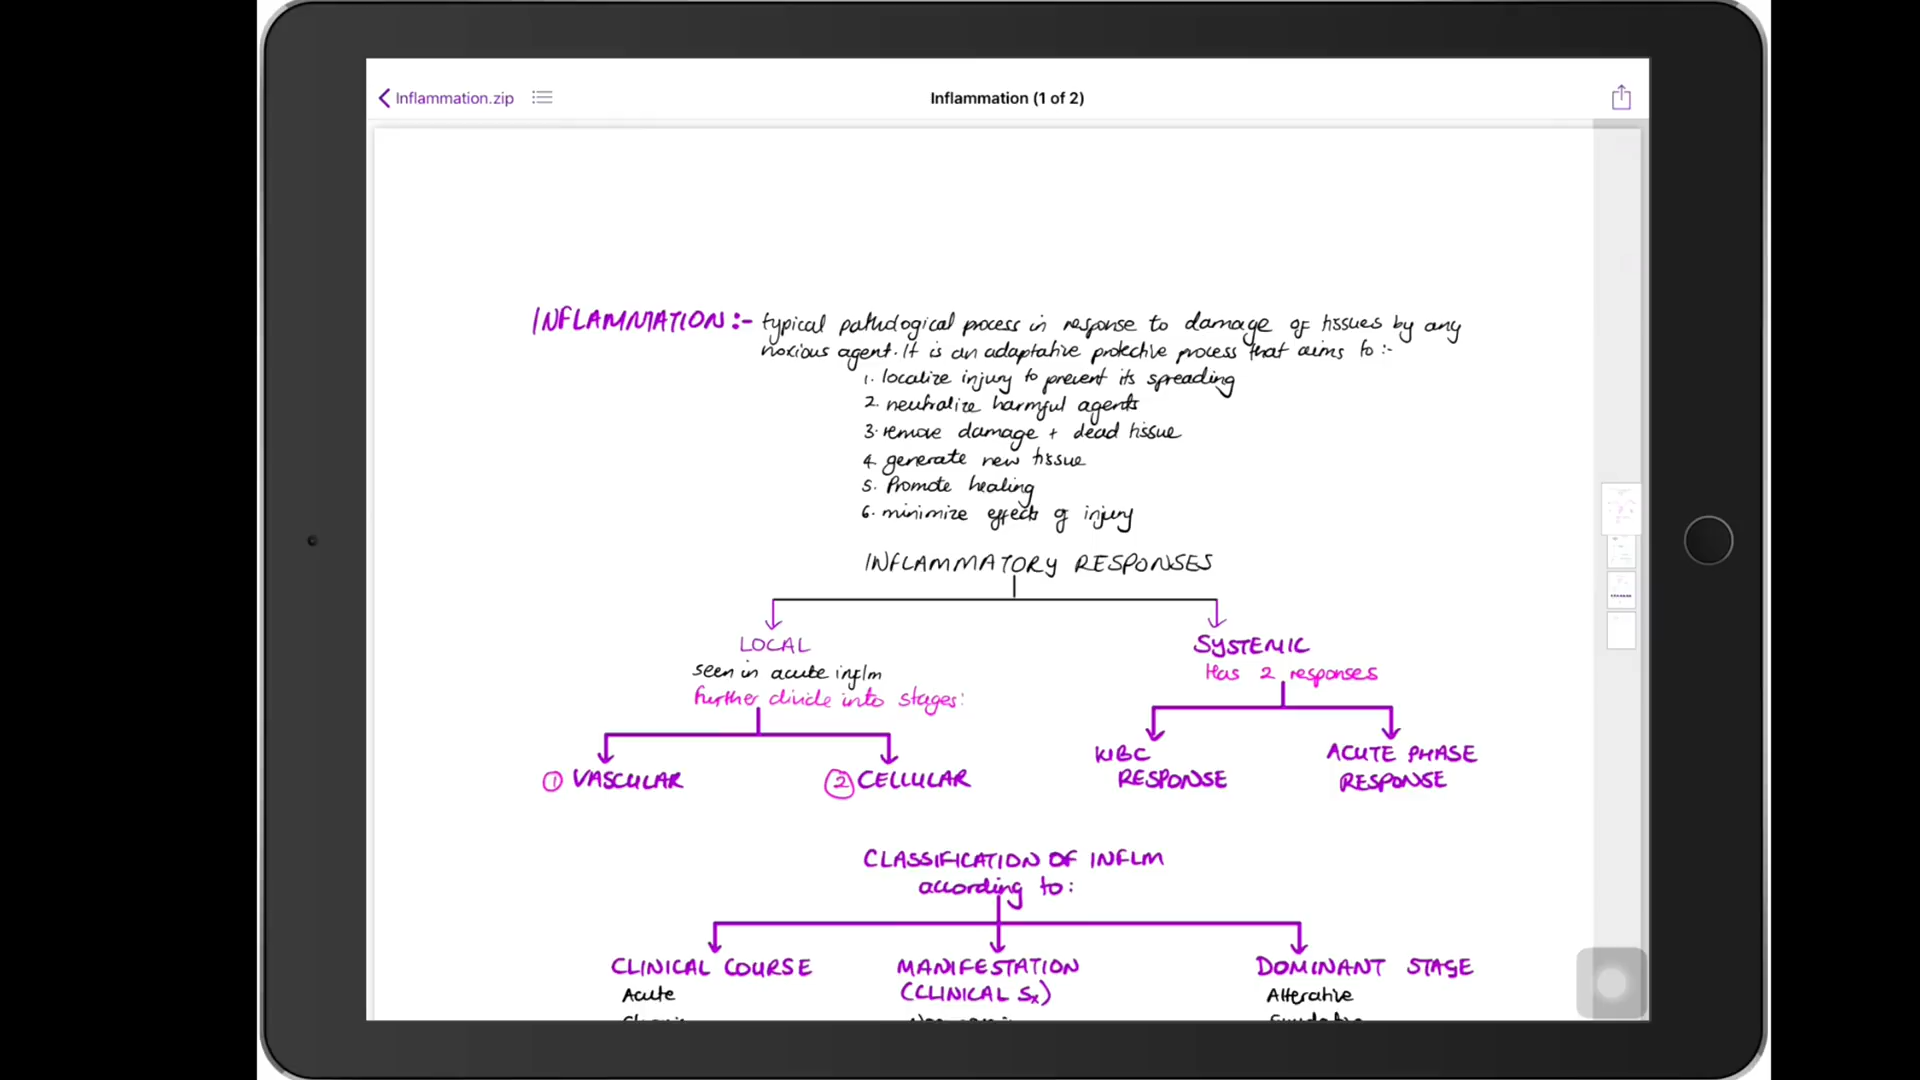 Inflammation.zip
Inflammation (1 of 2)
INFLAMMATION :- typical pathological process in response to damage of tissues by any
noxious agent. It is an adaptative protective process that aims to :-
1. localize injury to prevent its spreading
2. neutralize harmful agents
3. remove damage + dead tissue
4. generate new tissue
5. Promote healing
6. minimize effects of injury
INFLAMMATORY RESPONSES
LOCAL
seen in acute inflm
further divide into stages:
① VASCULAR
② CELLULAR
SYSTEMIC
Has 2 responses
RESPONSE
ACUTE PHASE
RESPONSE
CLASSIFICATION OF INFLM
according to:
CLINICAL COURSE
Acute
MANIFESTATION
(CLINICAL Sx)
DOMINANT STAGE
Alterative